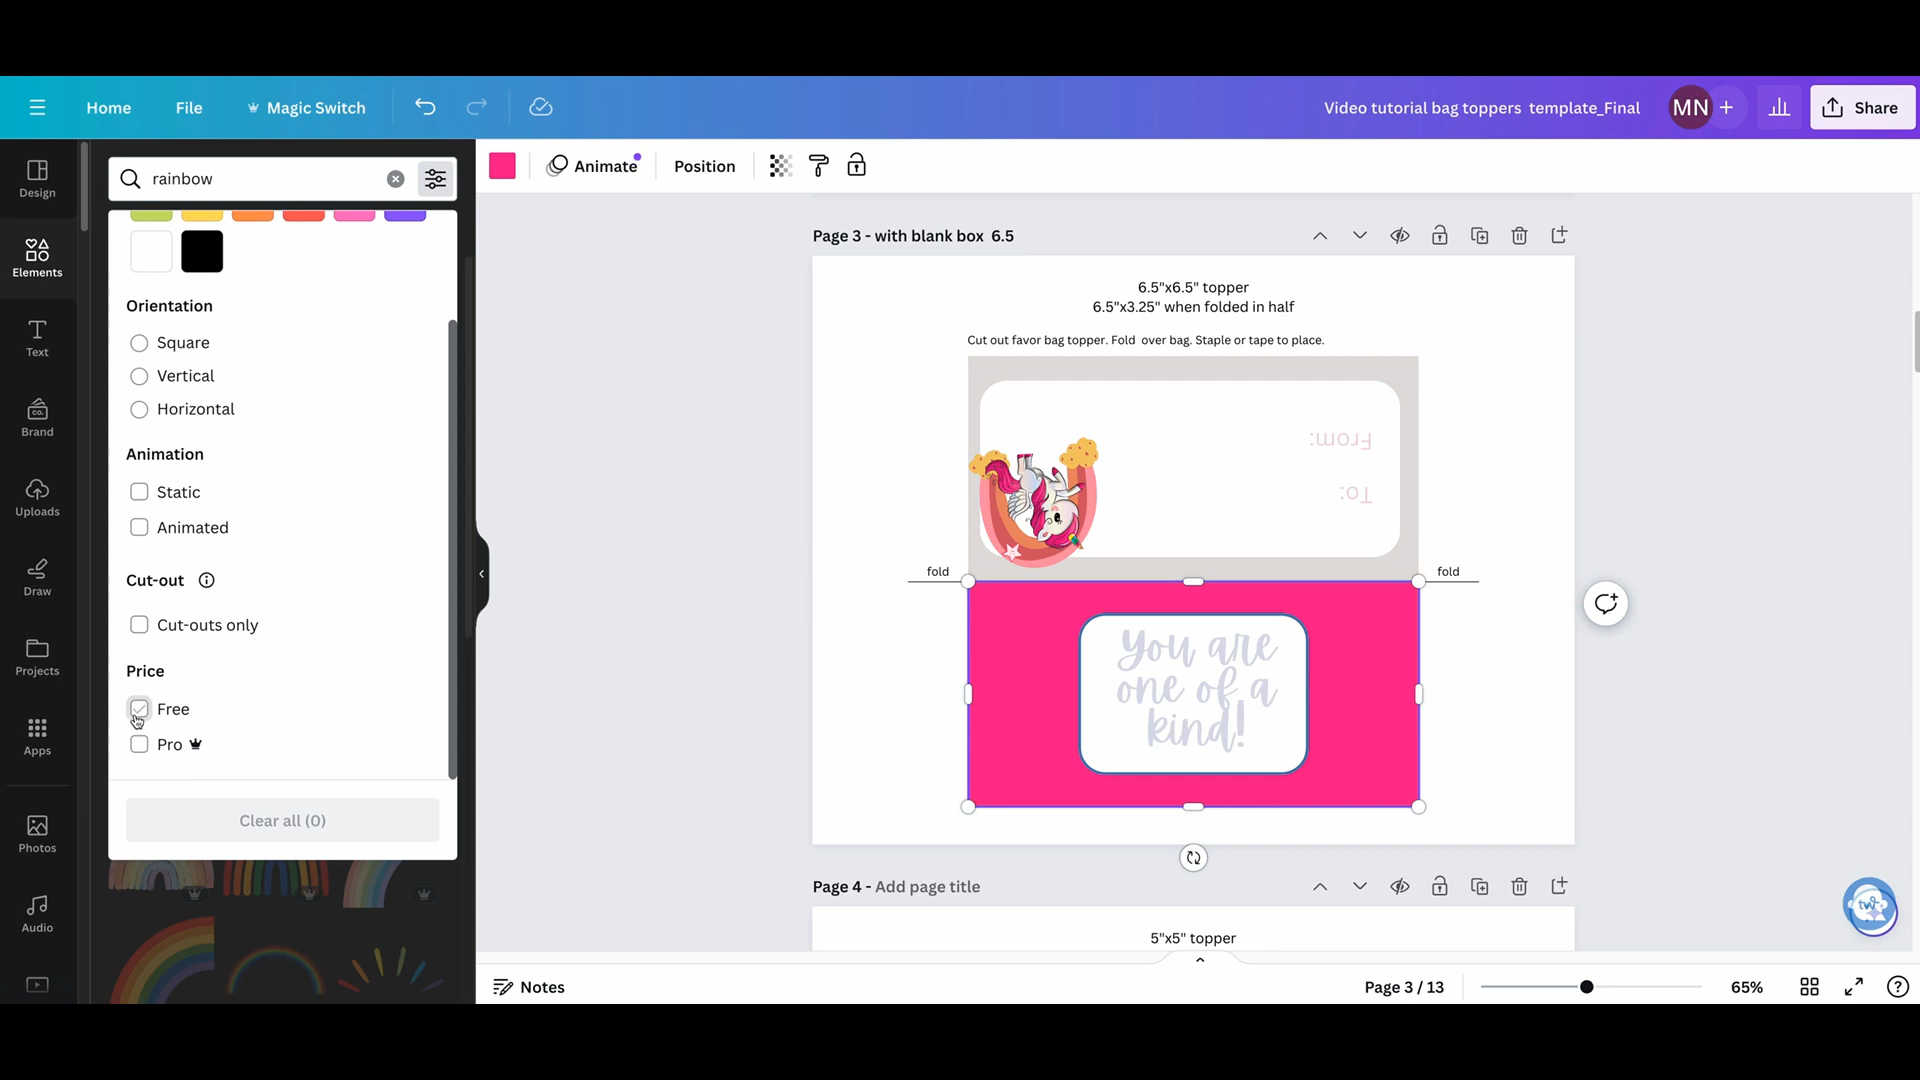 Home
File
Magic Switch
Video tutorial bag toppers template_Final
MN
Share
Design
Elements
Text
Brand
Uploads
Draw
Projects
Apps
Photos
Audio
rainbow
Orientation
Square
Vertical
Horizontal
Animation
Static
Animated
Cut-out
Cut-outs only
Price
Free
Pro
Clear all (0)
Animate
Position
Page 3 - with blank box 6.5
6.5"x6.5" topper
6.5"x3.25" when folded in half
Cut out favor bag topper. Fold over bag. Staple or tape to place.
From:
To:
fold
fold
You are
one of a
kind!
Page 4 - Add page title
5"x5" topper
Notes
Page 3 / 13
65%
CO.
tw